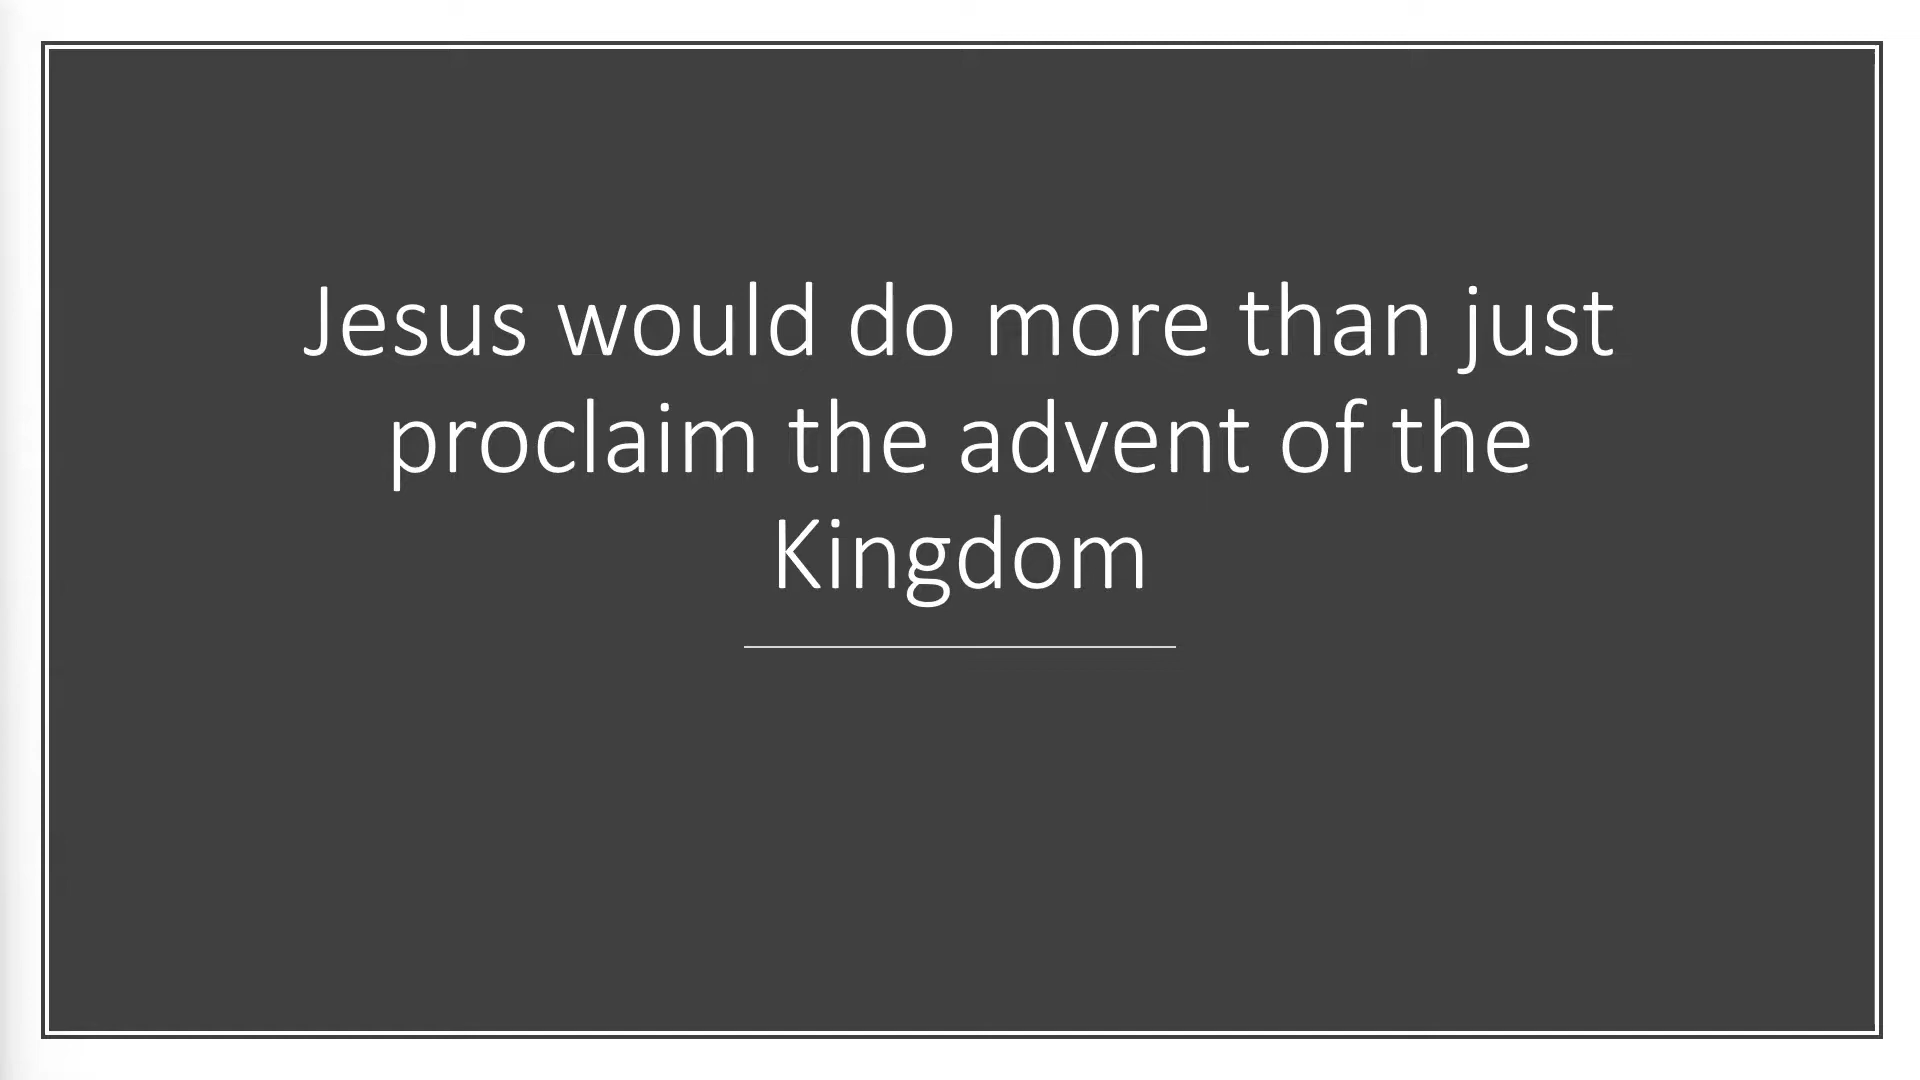 Jesus would do more than just
proclaim the advent of the
Kingdom